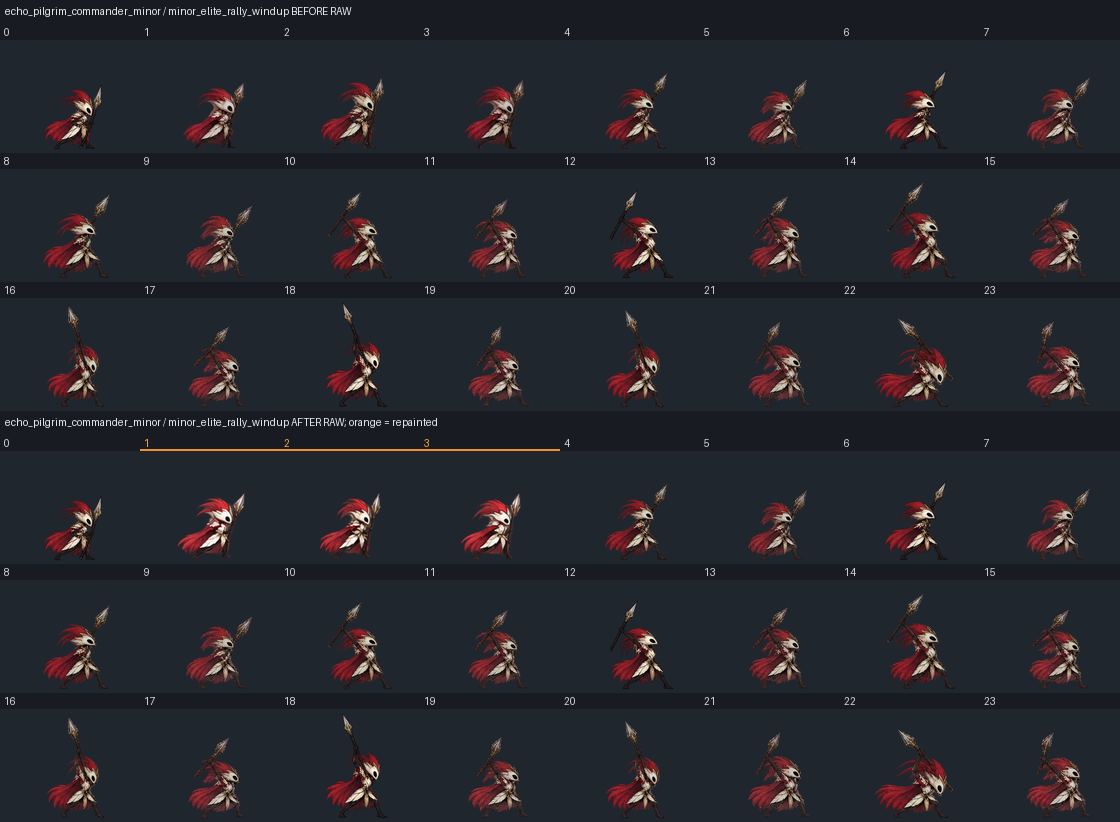 echo_pilgrim_commander_minor / minor_elite_rally_windup BEFORE RAW
0 1 2 3 4 5 6 7
8 9 10 11 12 13 14 15
16 17 18 19 20 21 22 23
echo_pilgrim_commander_minor / minor_elite_rally_windup AFTER RAW; orange = repainted
0 1 2 3 4 5 6 7
8 9 10 11 12 13 14 15
16 17 18 19 20 21 22 23